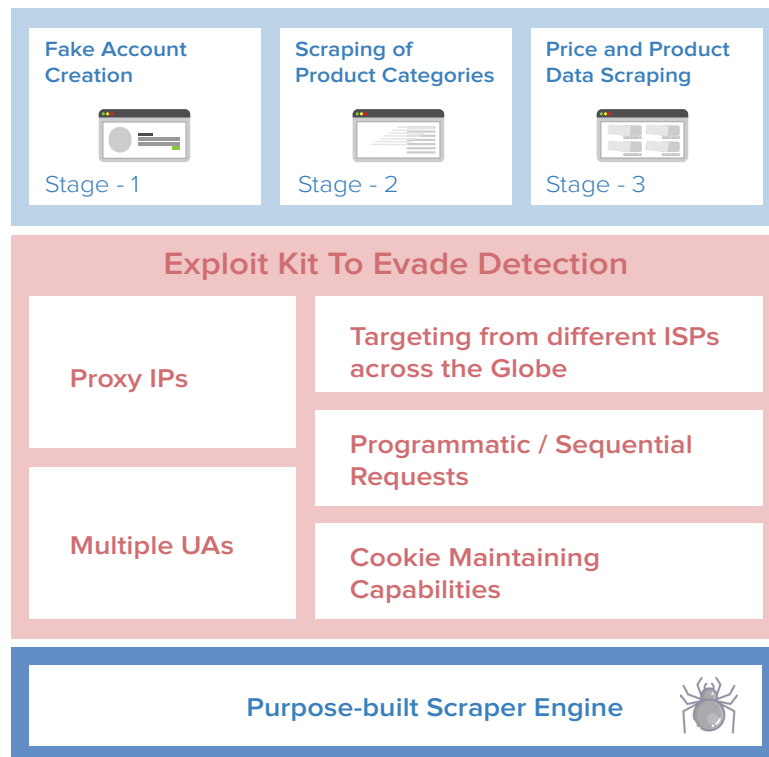 Fake Account
Creation
Stage - 1
Scraping of
Product Categories
Stage - 2
Price and Product
Data Scraping
Stage - 3
Exploit Kit To Evade Detection
Proxy IPs
Multiple UAs
Targeting from different ISPs
across the Globe
Programmatic / Sequential
Requests
Cookie Maintaining
Capabilities
Purpose-built Scraper Engine